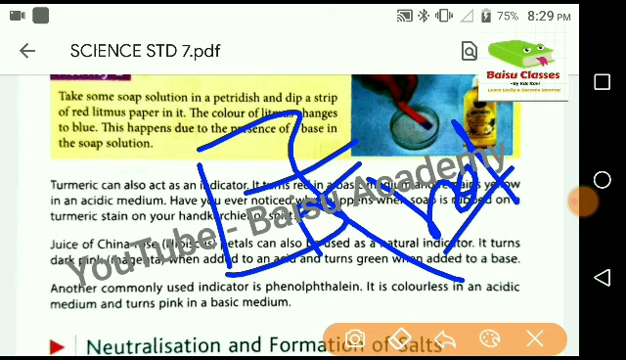 8:29 PM
75%
SCIENCE STD 7.pdf
Baisu Classes
Take some soap solution in a petridish and dip a strip
of red litmus paper in it. The colour of litmus changes
to blue. This happens due to the presence of a base in
the soap solution.
Turmeric can also act as an indicator. It turns red in a basic medium and remains yellow
in an acidic medium. Have you ever noticed what happens when soap is rubbed on a
turmeric stain on your handkerchief or shirt?
Juice of China rose (Hibiscus) petals can also be used as a natural indicator. It turns
dark pink (magenta) when added to an acid and turns green when added to a base.
Another commonly used indicator is phenolphthalein. It is colourless in an acidic
medium and turns pink in a basic medium.
Neutralisation and Formation of Salts
YouTube:- Baisu Academy